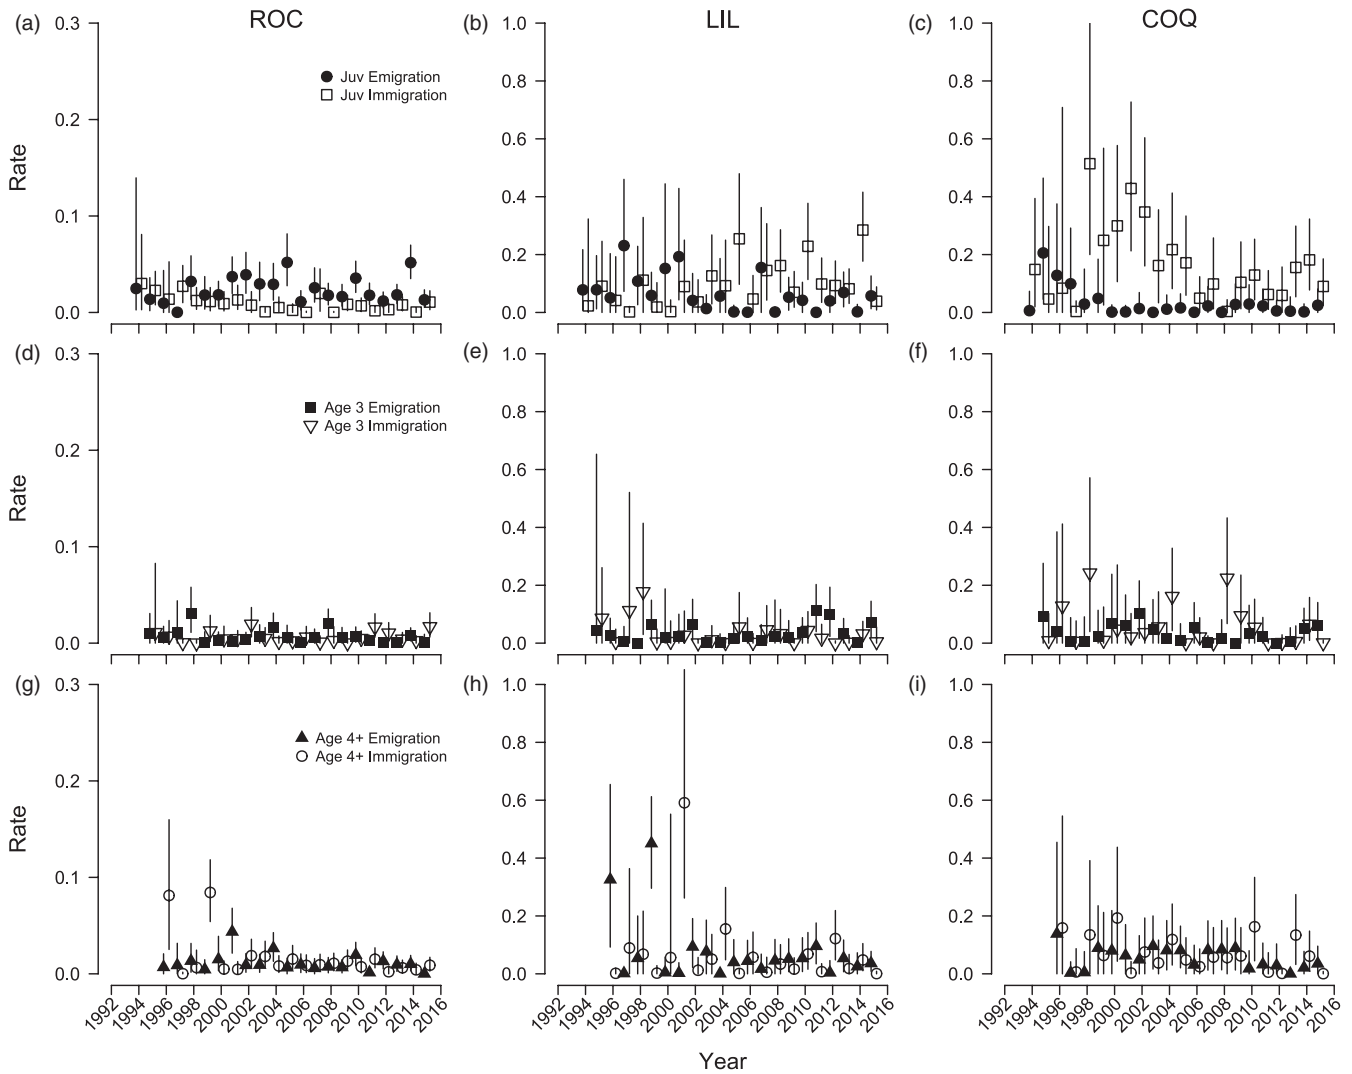 ROC
LIL
COQ
(a)
(b)
(c)
0.3
0.2
0.1
0.0
1.0
0.8
0.6
0.4
0.2
0.0
1.0
0.8
0.6
0.4
0.2
0.0
Rate
Juv Emigration
Juv Immigration
(d)
(e)
(f)
0.3
0.2
0.1
0.0
1.0
0.8
0.6
0.4
0.2
0.0
1.0
0.8
0.6
0.4
0.2
0.0
Rate
Age 3 Emigration
Age 3 Immigration
(g)
(h)
(i)
0.3
0.2
0.1
0.0
1.0
0.8
0.6
0.4
0.2
0.0
1.0
0.8
0.6
0.4
0.2
0.0
Rate
Age 4+ Emigration
Age 4+ Immigration
1992 1994 1996 1998 2000 2002 2004 2006 2008 2010 2012 2014 2016
1992 1994 1996 1998 2000 2002 2004 2006 2008 2010 2012 2014 2016
1992 1994 1996 1998 2000 2002 2004 2006 2008 2010 2012 2014 2016
Year